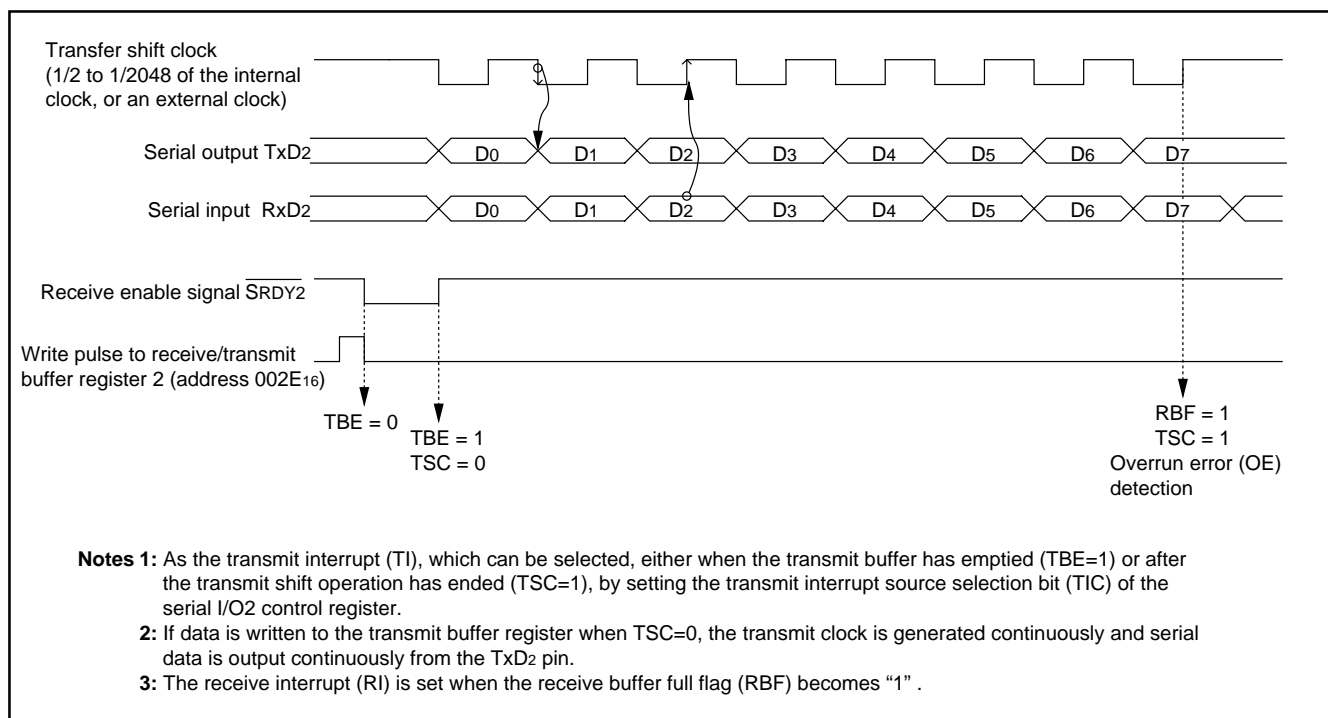 Transfer shift clock
(1/2 to 1/2048 of the internal
clock, or an external clock)
Serial output TxD2
D0 D1 D2 D3 D4 D5 D6 D7
Serial input RxD2
D0 D1 D2 D3 D4 D5 D6 D7
Receive enable signal SRDY2
Write pulse to receive/transmit
buffer register 2 (address 002E16)
TBE = 0
TBE = 1
TSC = 0
RBF = 1
TSC = 1
Overrun error (OE)
detection
Notes 1: As the transmit interrupt (TI), which can be selected, either when the transmit buffer has emptied (TBE=1) or after
the transmit shift operation has ended (TSC=1), by setting the transmit interrupt source selection bit (TIC) of the
serial I/O2 control register.
2: If data is written to the transmit buffer register when TSC=0, the transmit clock is generated continuously and serial
data is output continuously from the TxD2 pin.
3: The receive interrupt (RI) is set when the receive buffer full flag (RBF) becomes “1” .